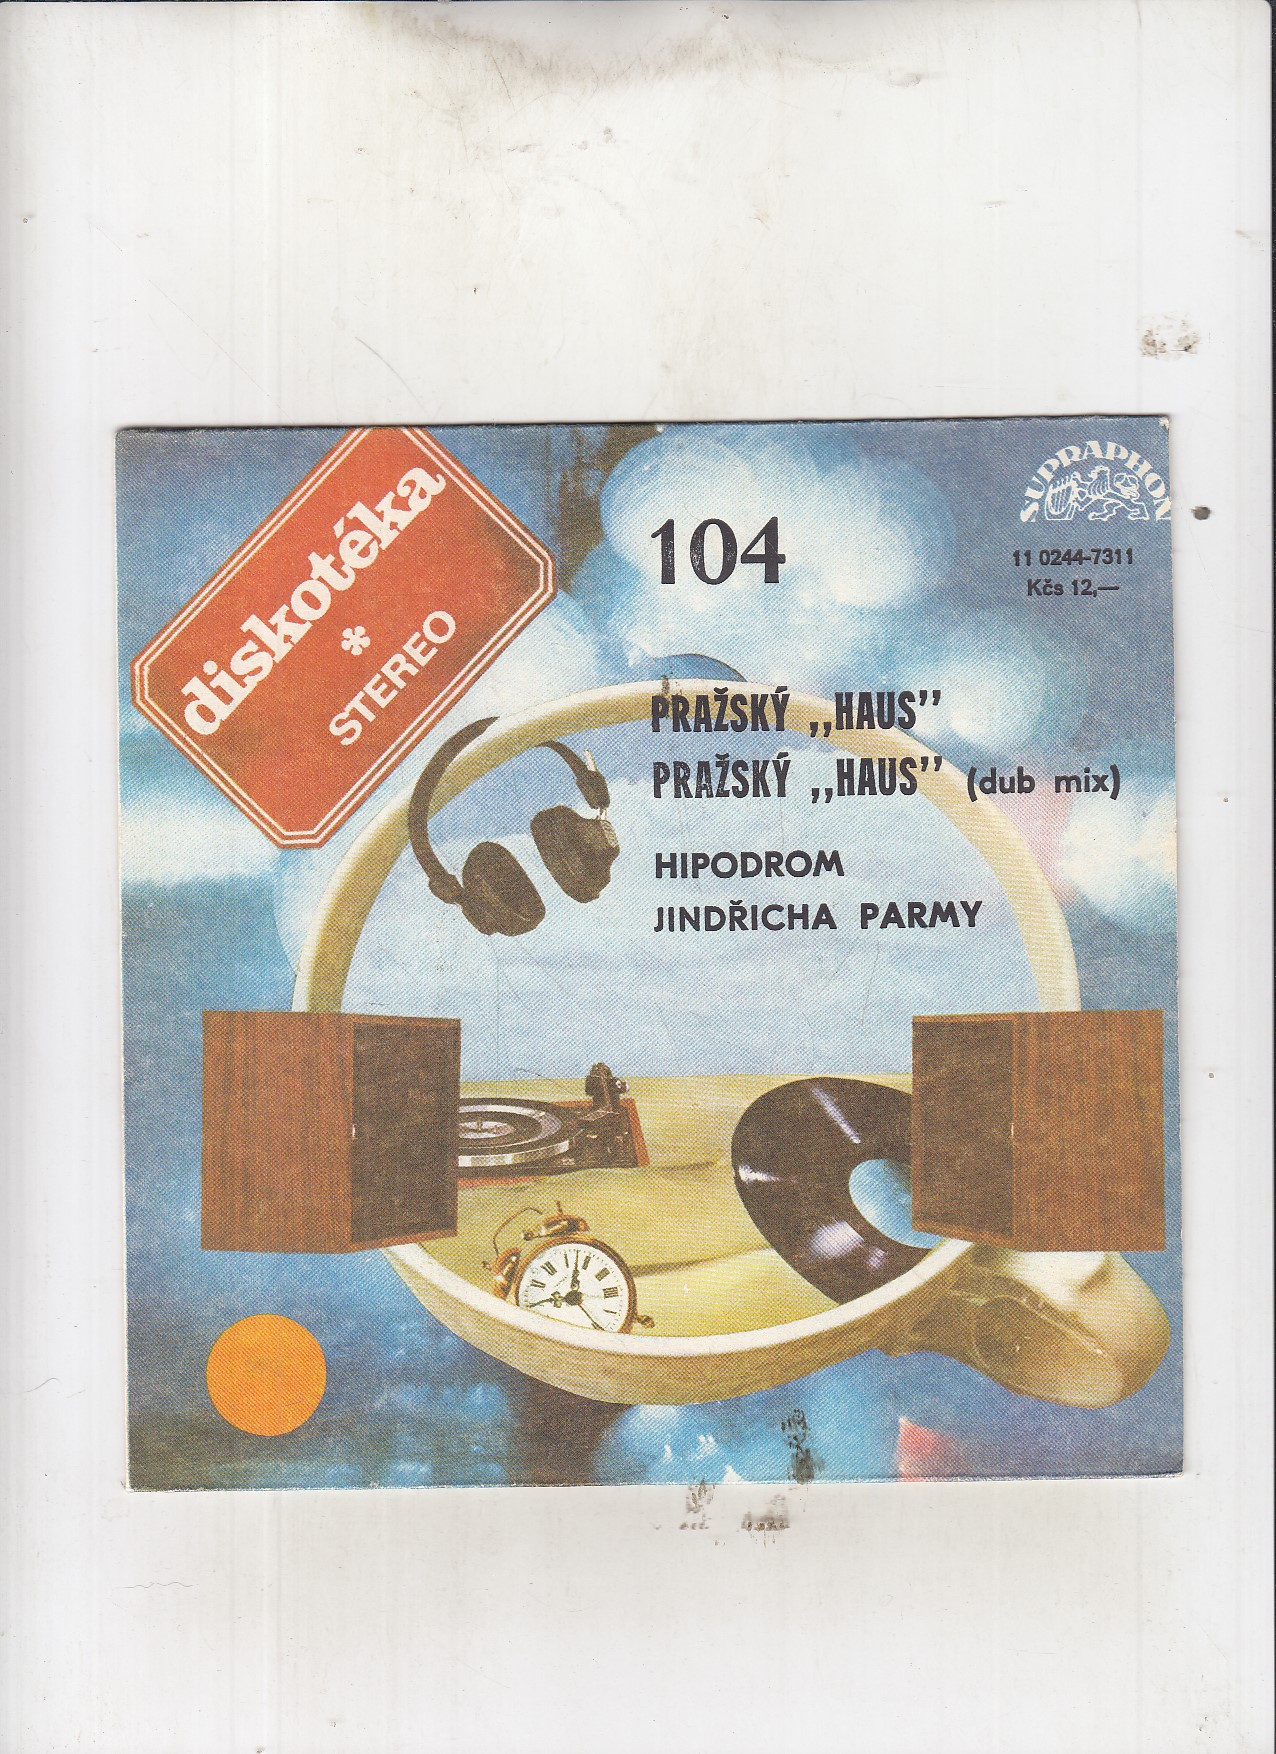 diskotéka
*
STEREO
104
SUPRAPHON
11 0244-7311
Kčs 12,—
PRAŽSKÝ ,,HAUS’’
PRAŽSKÝ ,,HAUS’’ (dub mix)
HIPODROM
JINDŘICHA PARMY